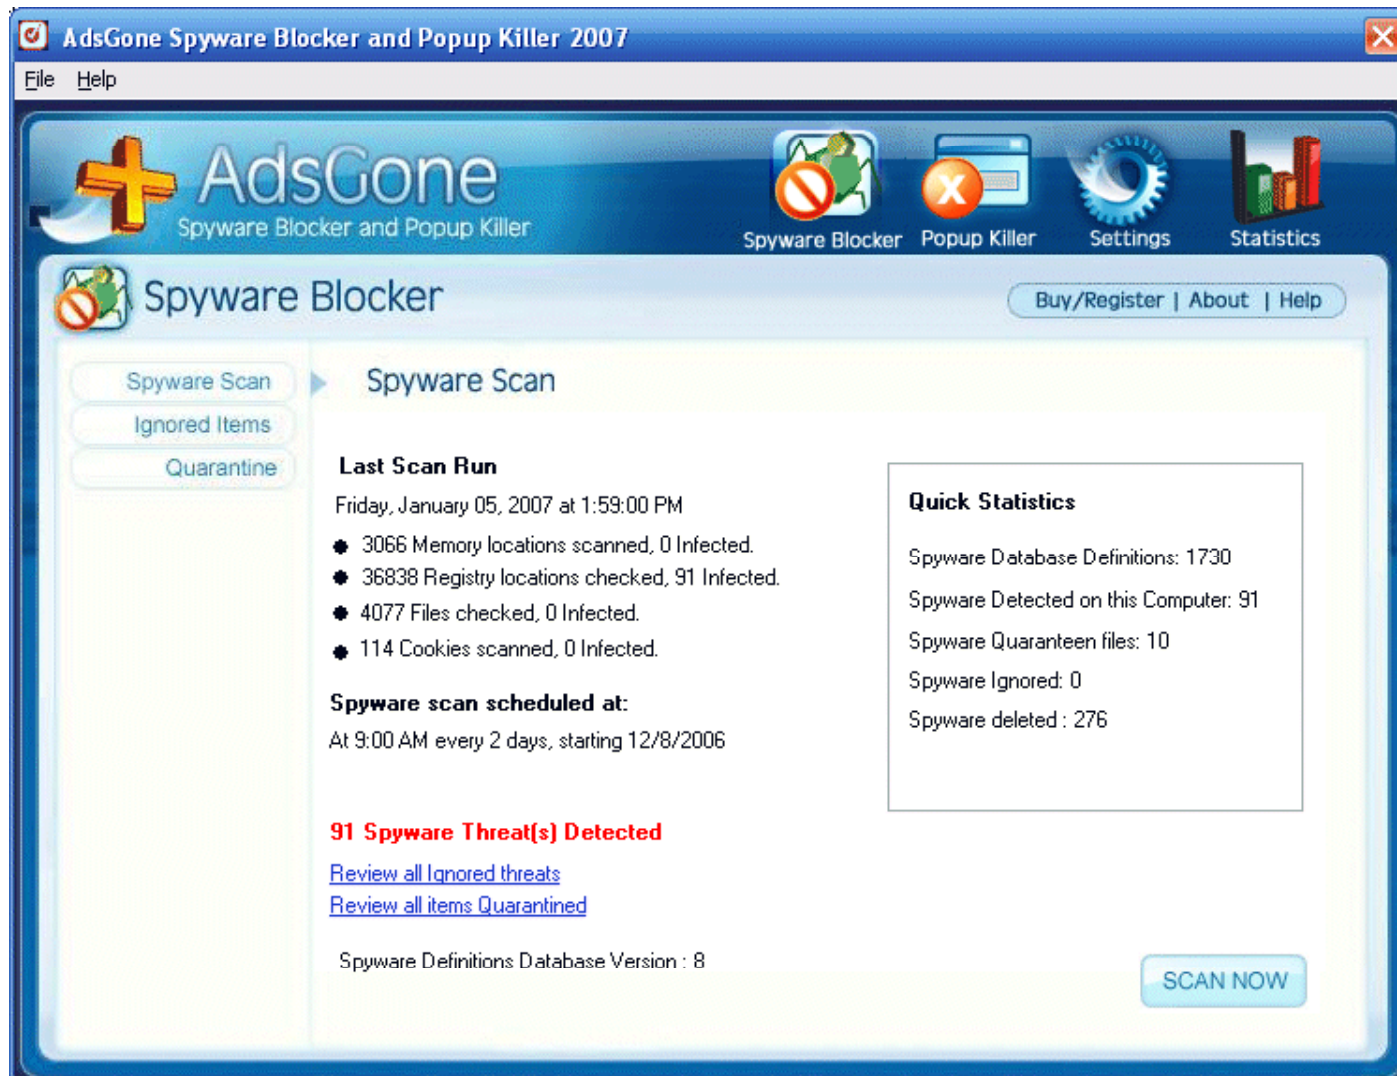 AdsGone Spyware Blocker and Popup Killer 2007
File Help
AdsGone
Spyware Blocker and Popup Killer
Spyware Blocker Popup Killer Settings Statistics
Spyware Blocker
Buy/Register | About | Help
Spyware Scan
Ignored Items
Quarantine
Spyware Scan
Last Scan Run
Friday, January 05, 2007 at 1:59:00 PM
3066 Memory locations scanned, 0 Infected.
36838 Registry locations checked, 91 Infected.
4077 Files checked, 0 Infected.
114 Cookies scanned, 0 Infected.
Spyware scan scheduled at:
At 9:00 AM every 2 days, starting 12/8/2006
91 Spyware Threat(s) Detected
Review all Ignored threats
Review all items Quarantined
Spyware Definitions Database Version : 8
Quick Statistics
Spyware Database Definitions: 1730
Spyware Detected on this Computer: 91
Spyware Quaranteen files: 10
Spyware Ignored: 0
Spyware deleted : 276
SCAN NOW